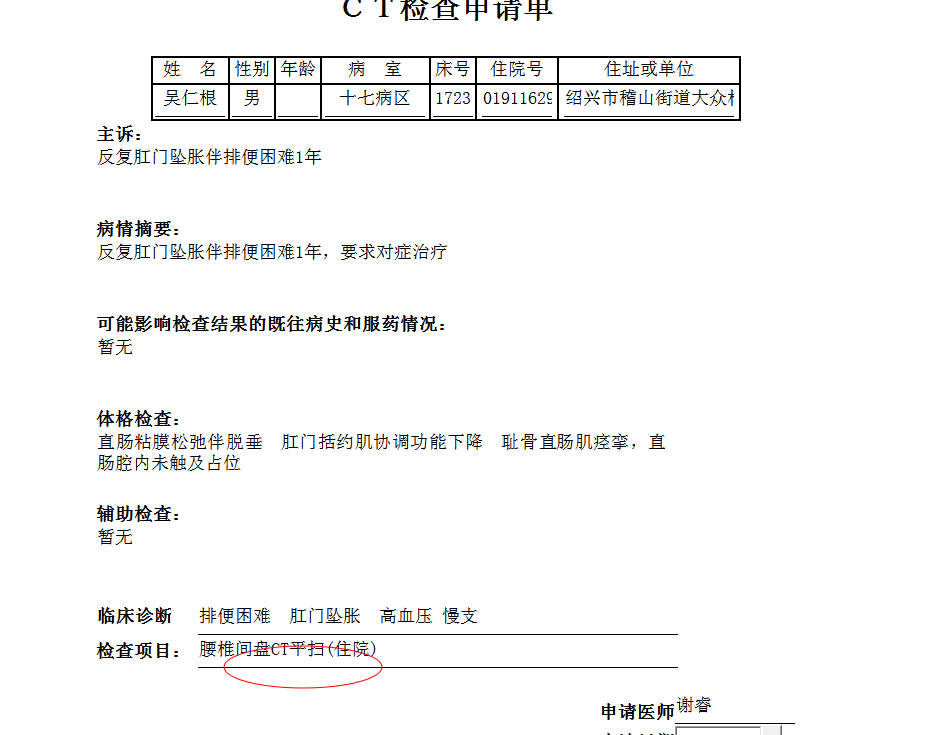 CT检查申请单
姓 名 性别 年龄 病 室 床号 住院号 住址或单位
吴仁根 男 十七病区 1723 01911629 绍兴市稽山街道大众
主诉：
反复肛门坠胀伴排便困难1年
病情摘要：
反复肛门坠胀伴排便困难1年，要求对症治疗
可能影响检查结果的既往病史和服药情况：
暂无
体格检查：
直肠粘膜松弛伴脱垂 肛门括约肌协调功能下降 耻骨直肠肌痉挛，直
肠腔内未触及占位
辅助检查：
暂无
临床诊断 排便困难 肛门坠胀 高血压 慢支
检查项目： 腰椎间盘CT平扫(住院)
申请医师 谢睿